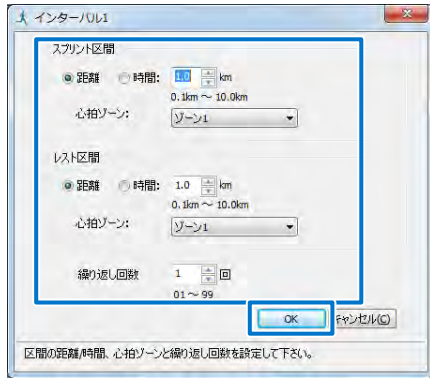 インターバル1
スプリント区間
距離 時間: 1.0 km
0.1km ～ 10.0km
心拍ゾーン: ゾーン1
レスト区間
距離 時間: 1.0 km
0.1km ～ 10.0km
心拍ゾーン: ゾーン1
繰り返し回数 1 回
01 ～ 99
OK キャンセル(C)
区間の距離/時間、心拍ゾーンと繰り返し回数を設定して下さい。